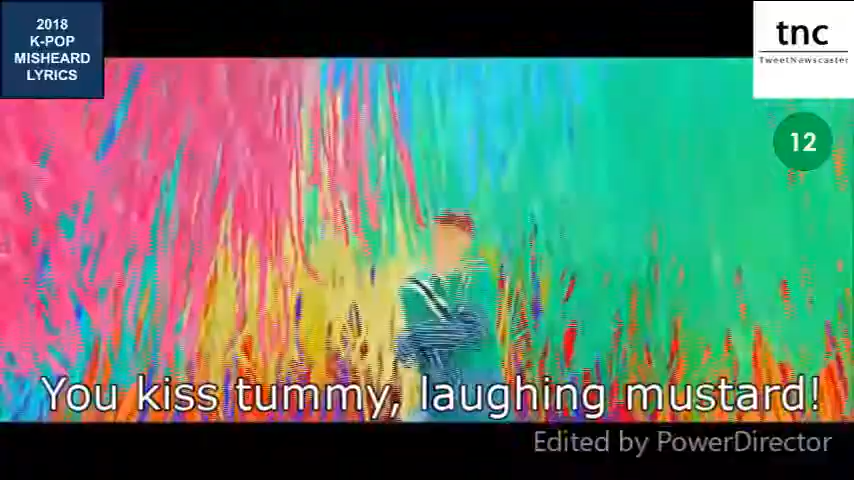 2018
K-POP
MISHEARD
LYRICS
tnc
TweetNewscaster
12
You kiss tummy, laughing mustard!
Edited by PowerDirector